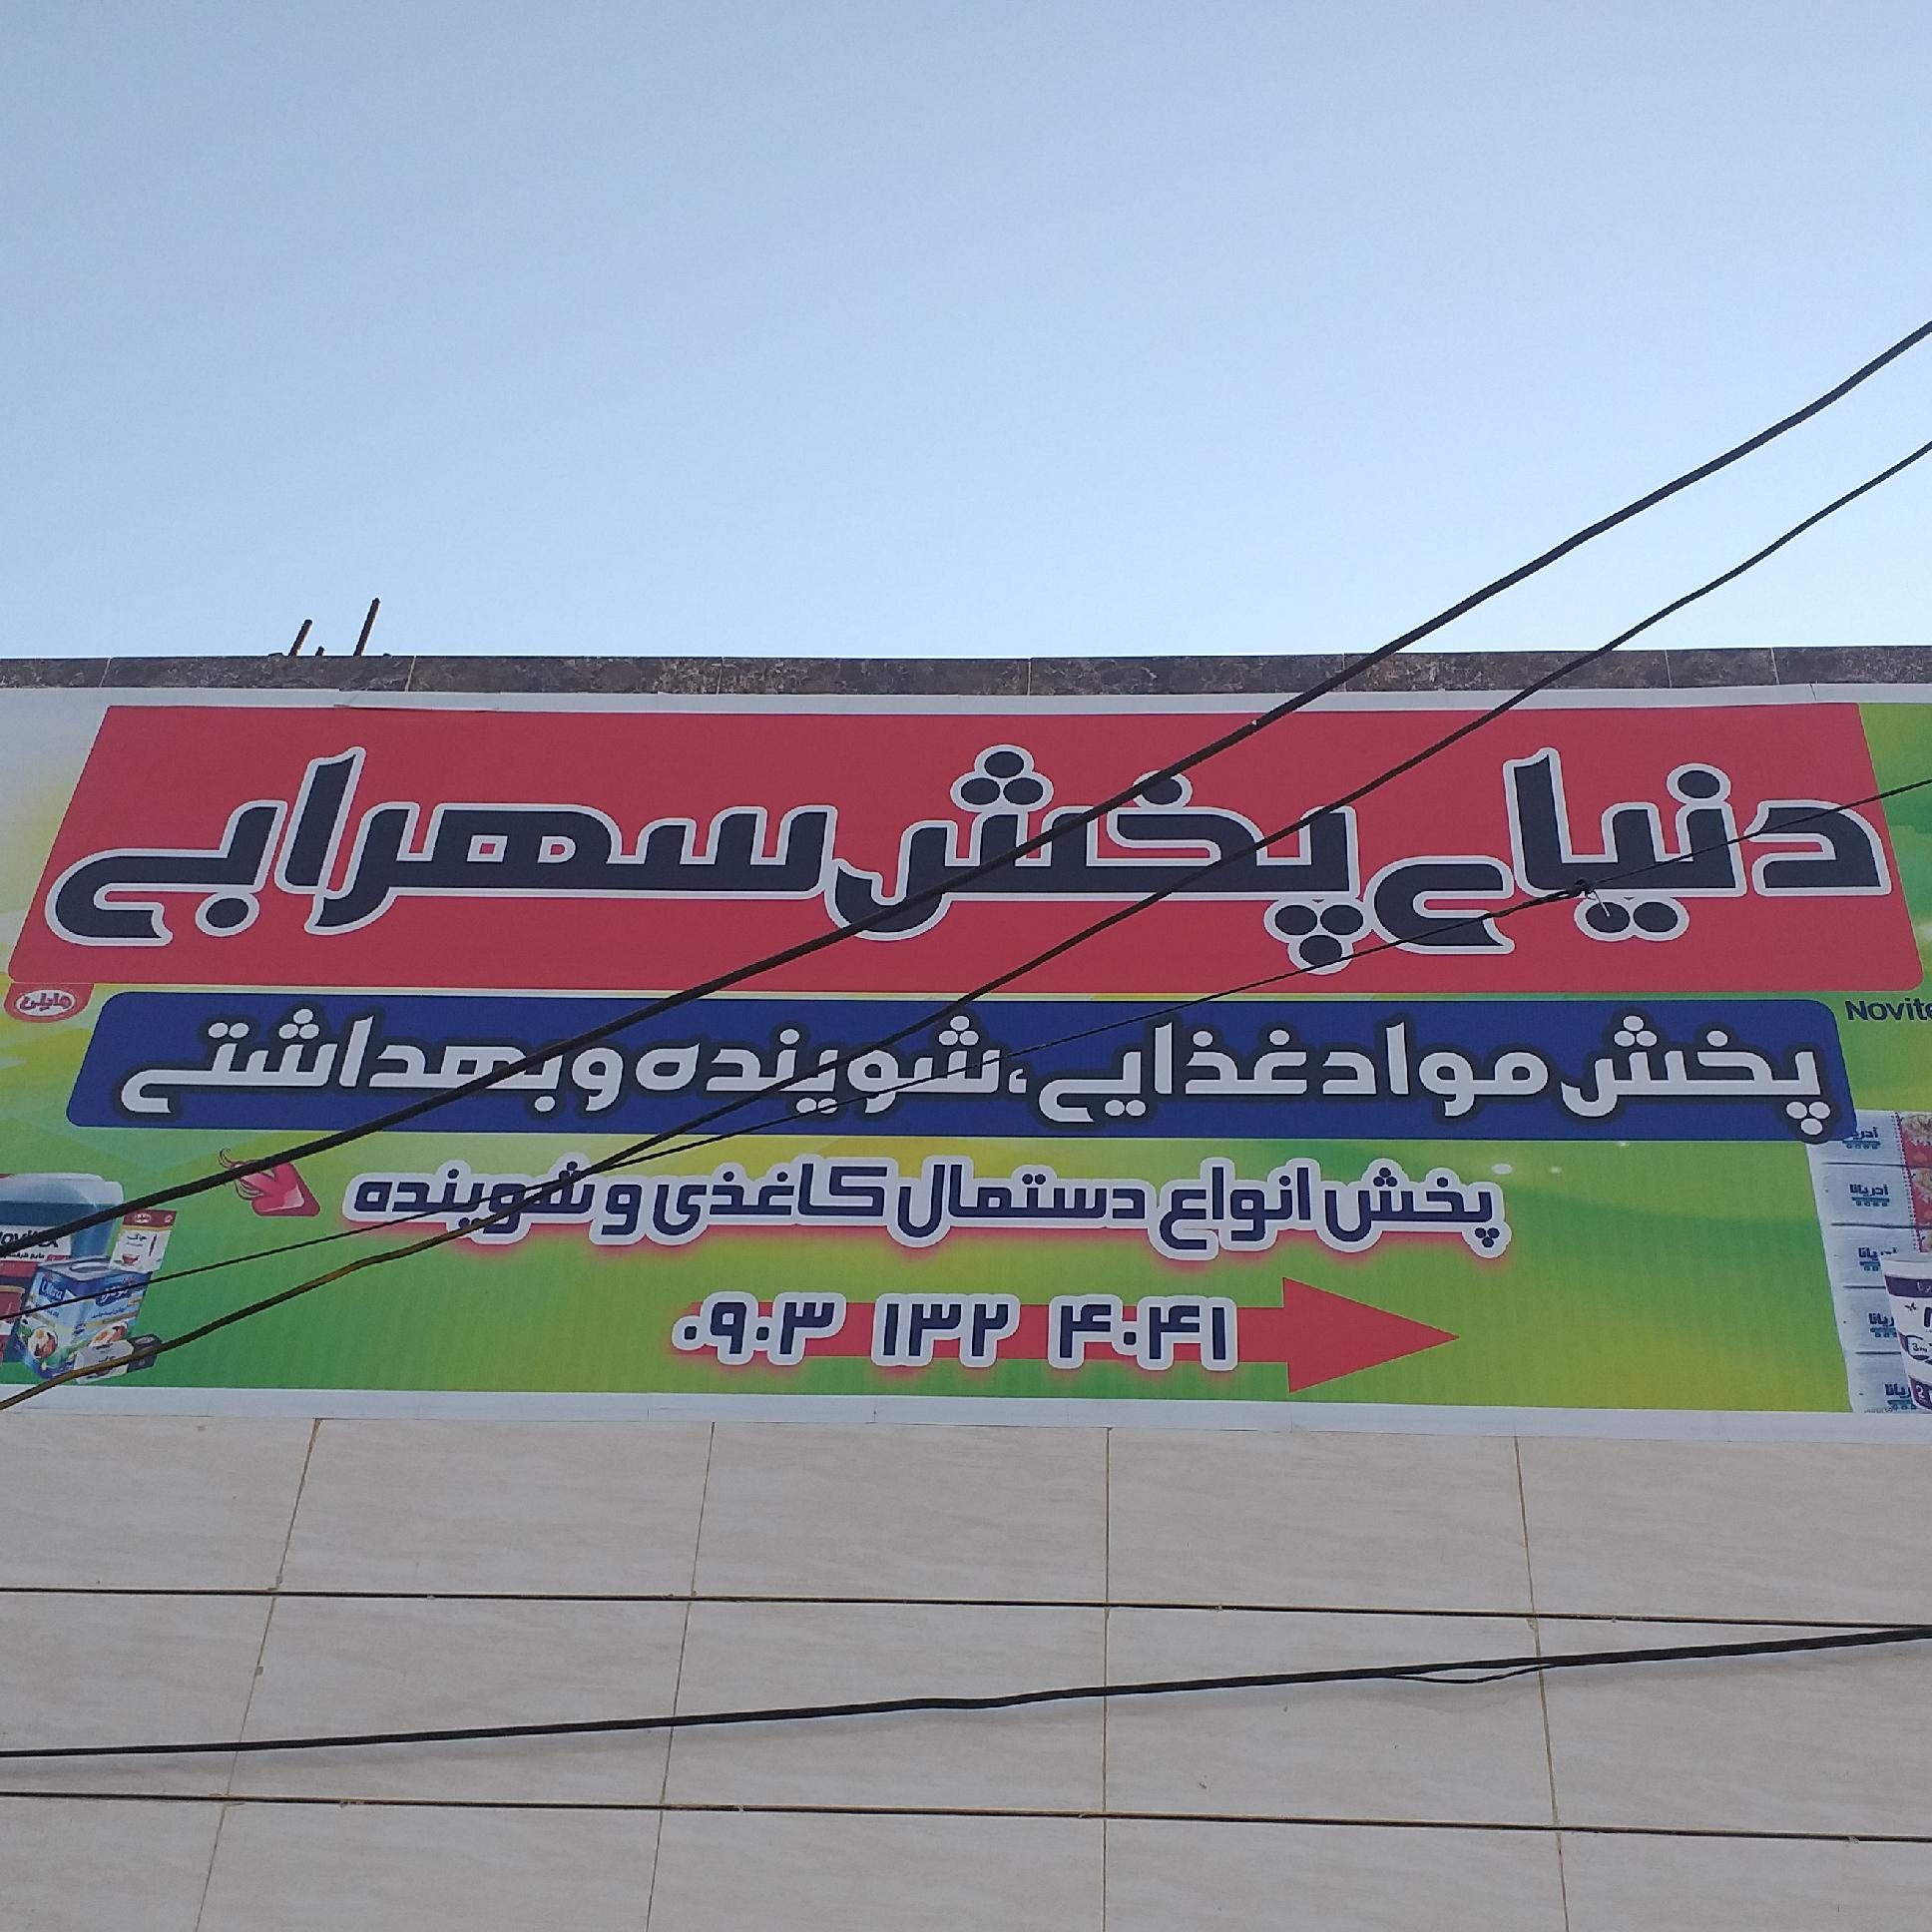 دنیای پخش سهرابی
پخش مواد غذایی، شوینده و بهداشتی
پخش انواع دستمال کاغذی و شوینده
۰۹۰۳ ۱۳۲ ۴۰۴۱